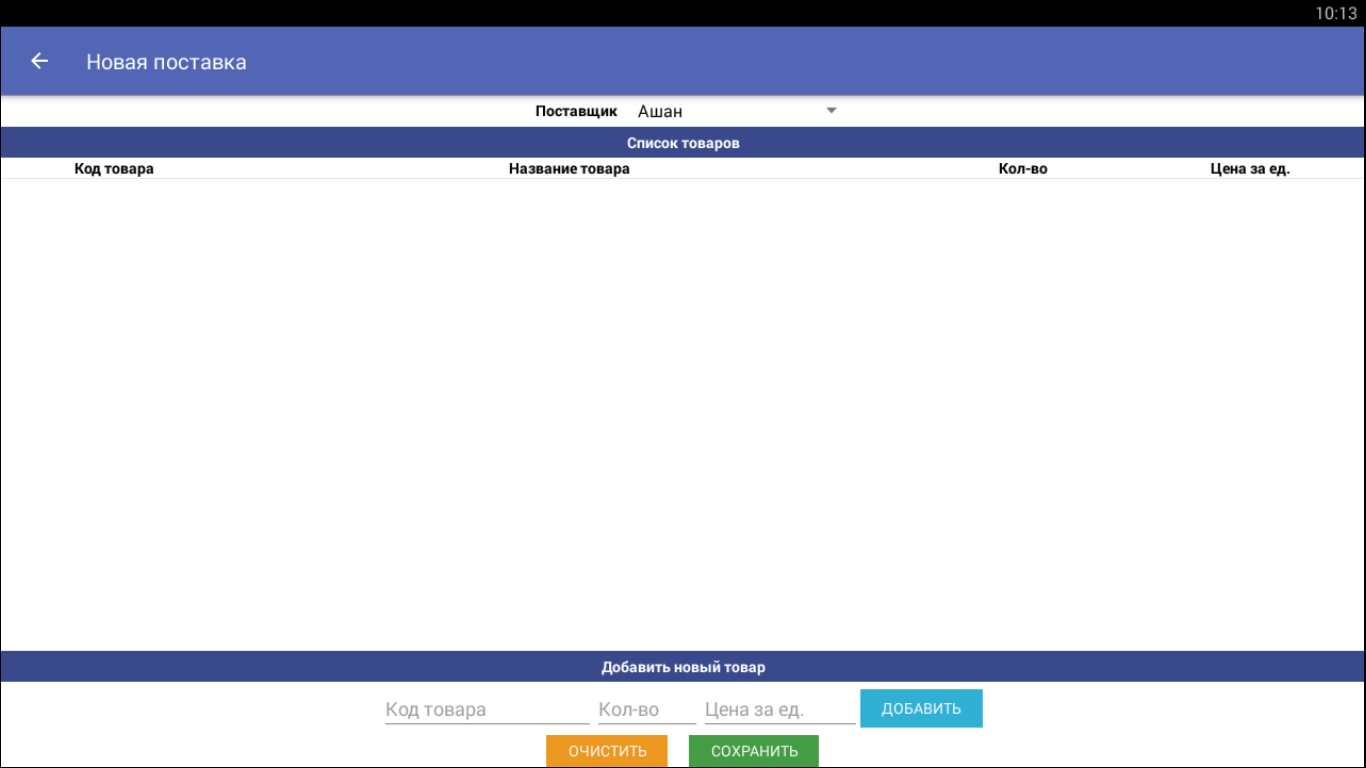 10:13
Новая поставка
Поставщик Ашан
Список товаров
Код товара Название товара Кол-во Цена за ед.
Добавить новый товар
Код товара Кол-во Цена за ед. ДОБАВИТЬ
ОЧИСТИТЬ СОХРАНИТЬ